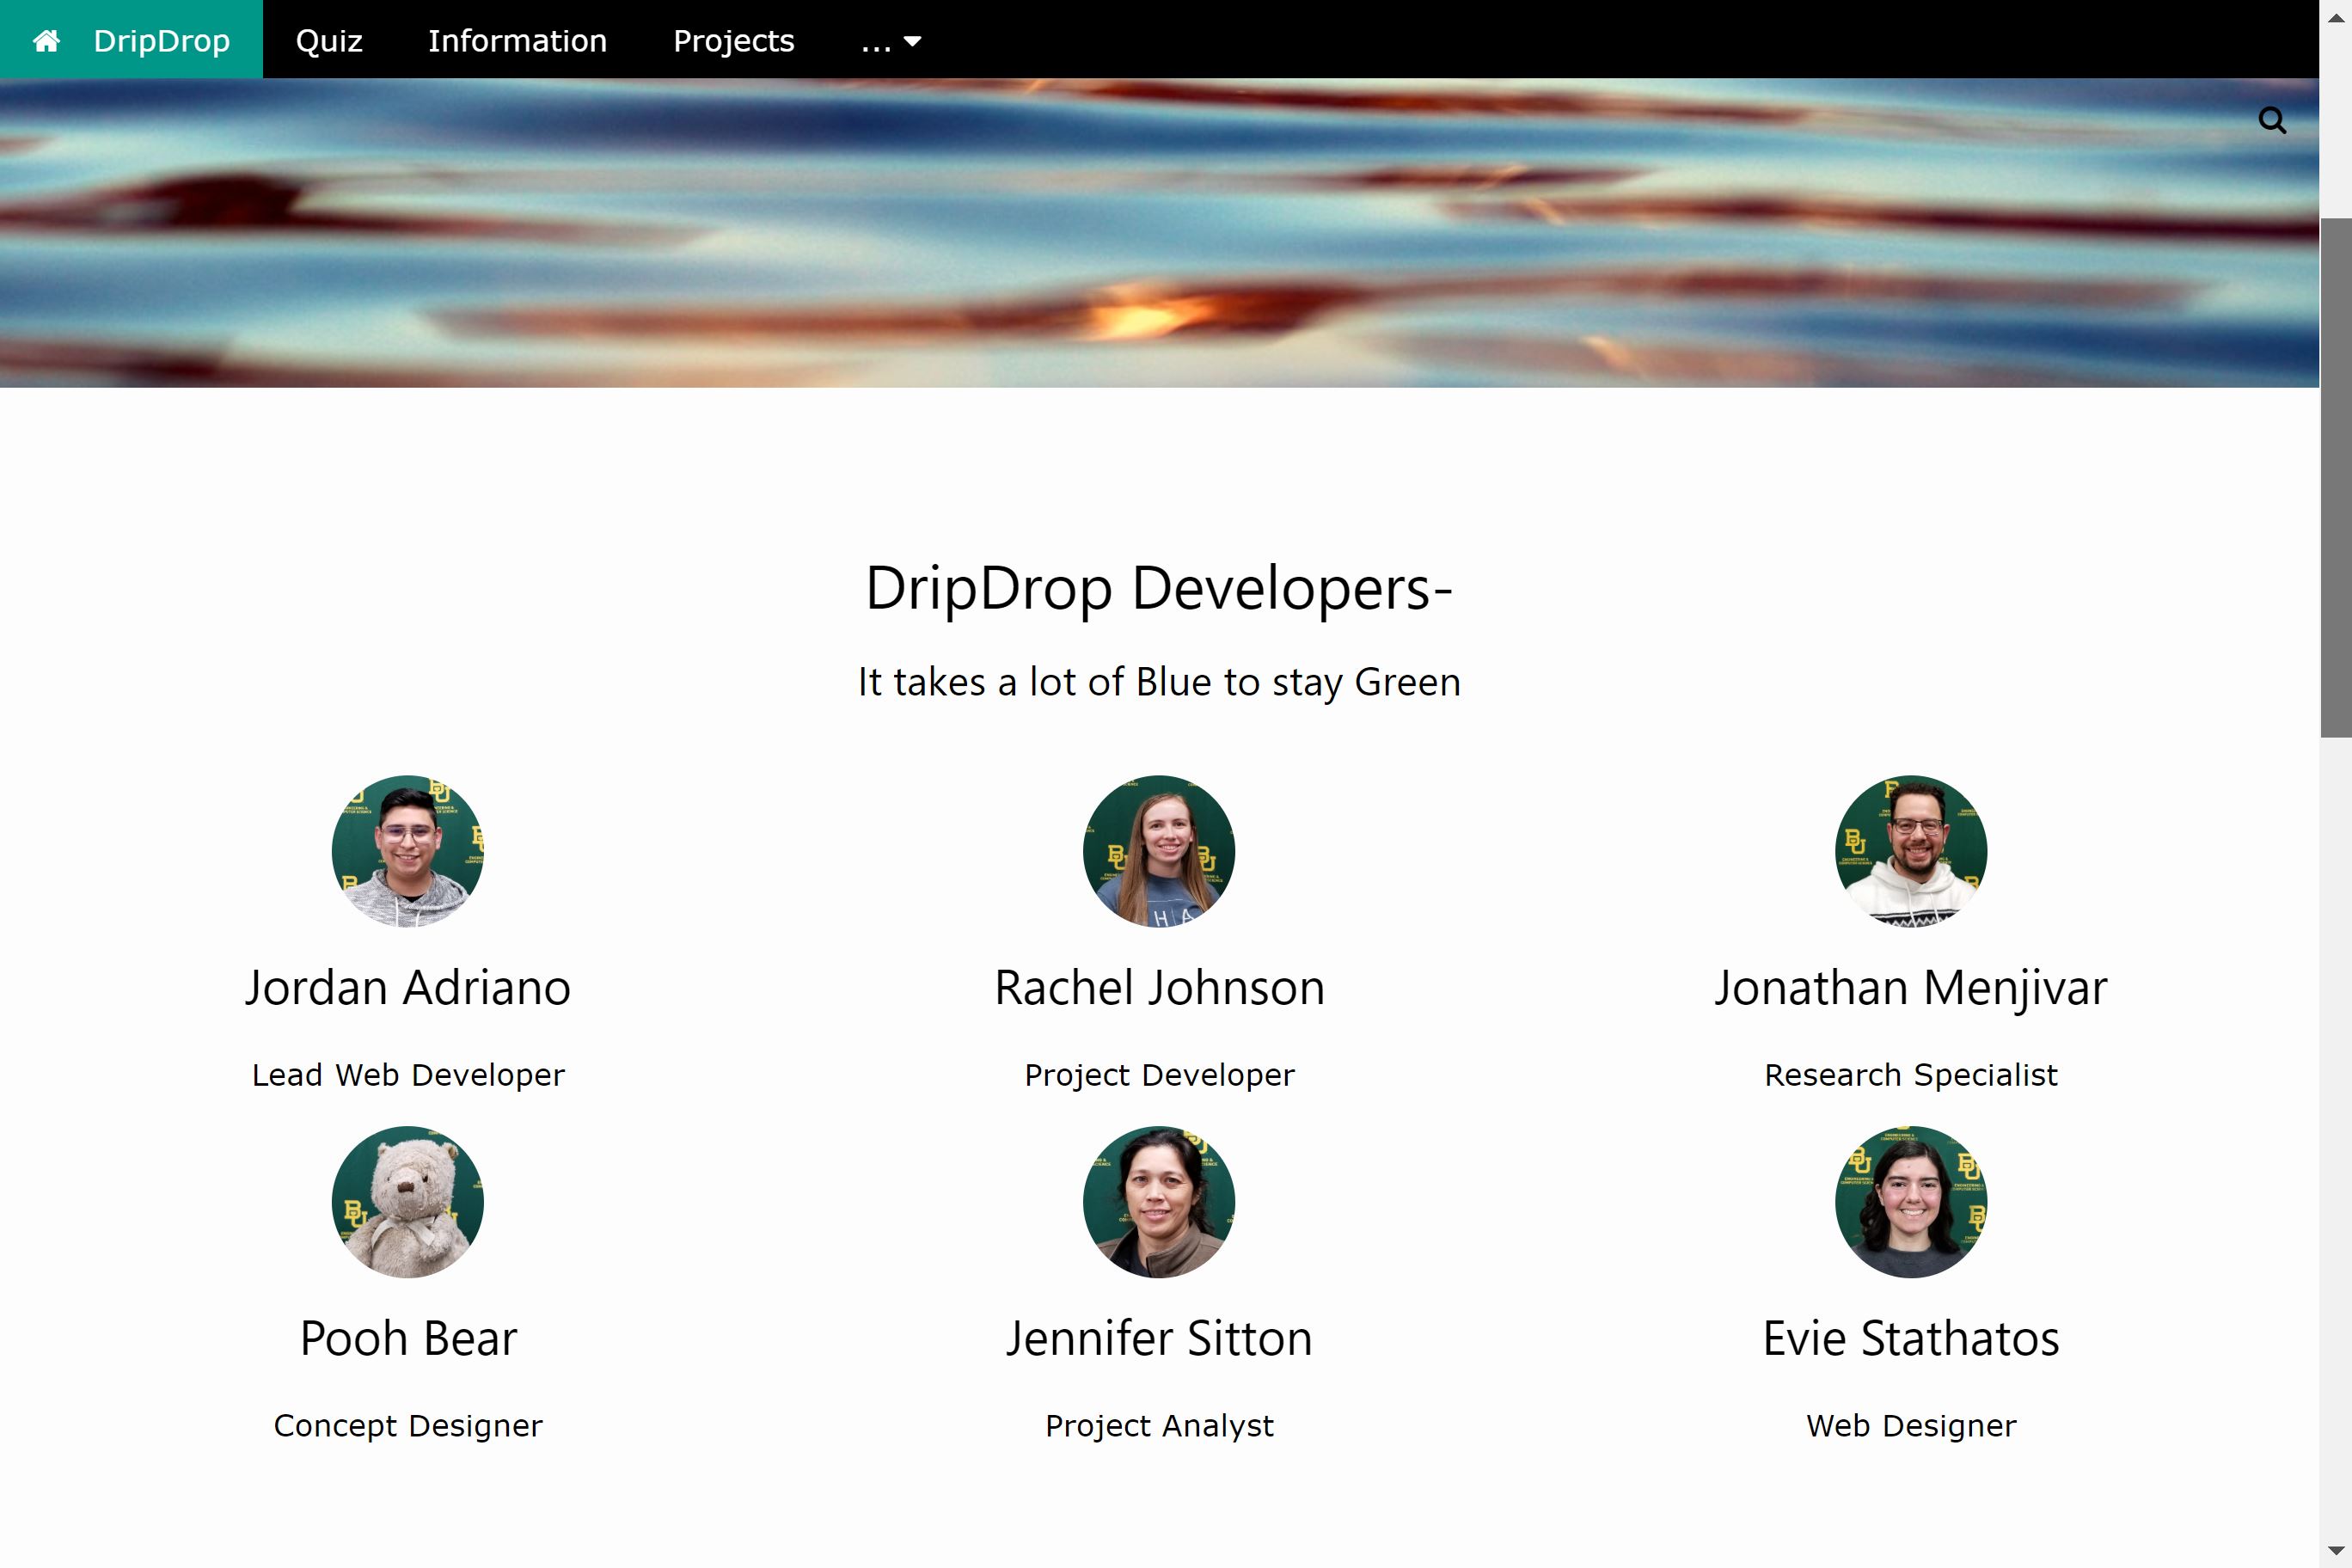 DripDrop Quiz Information Projects ...
DripDrop Developers-
It takes a lot of Blue to stay Green
Jordan Adriano Rachel Johnson Jonathan Menjivar
Lead Web Developer Project Developer Research Specialist
Pooh Bear Jennifer Sitton Evie Stathatos
Concept Designer Project Analyst Web Designer